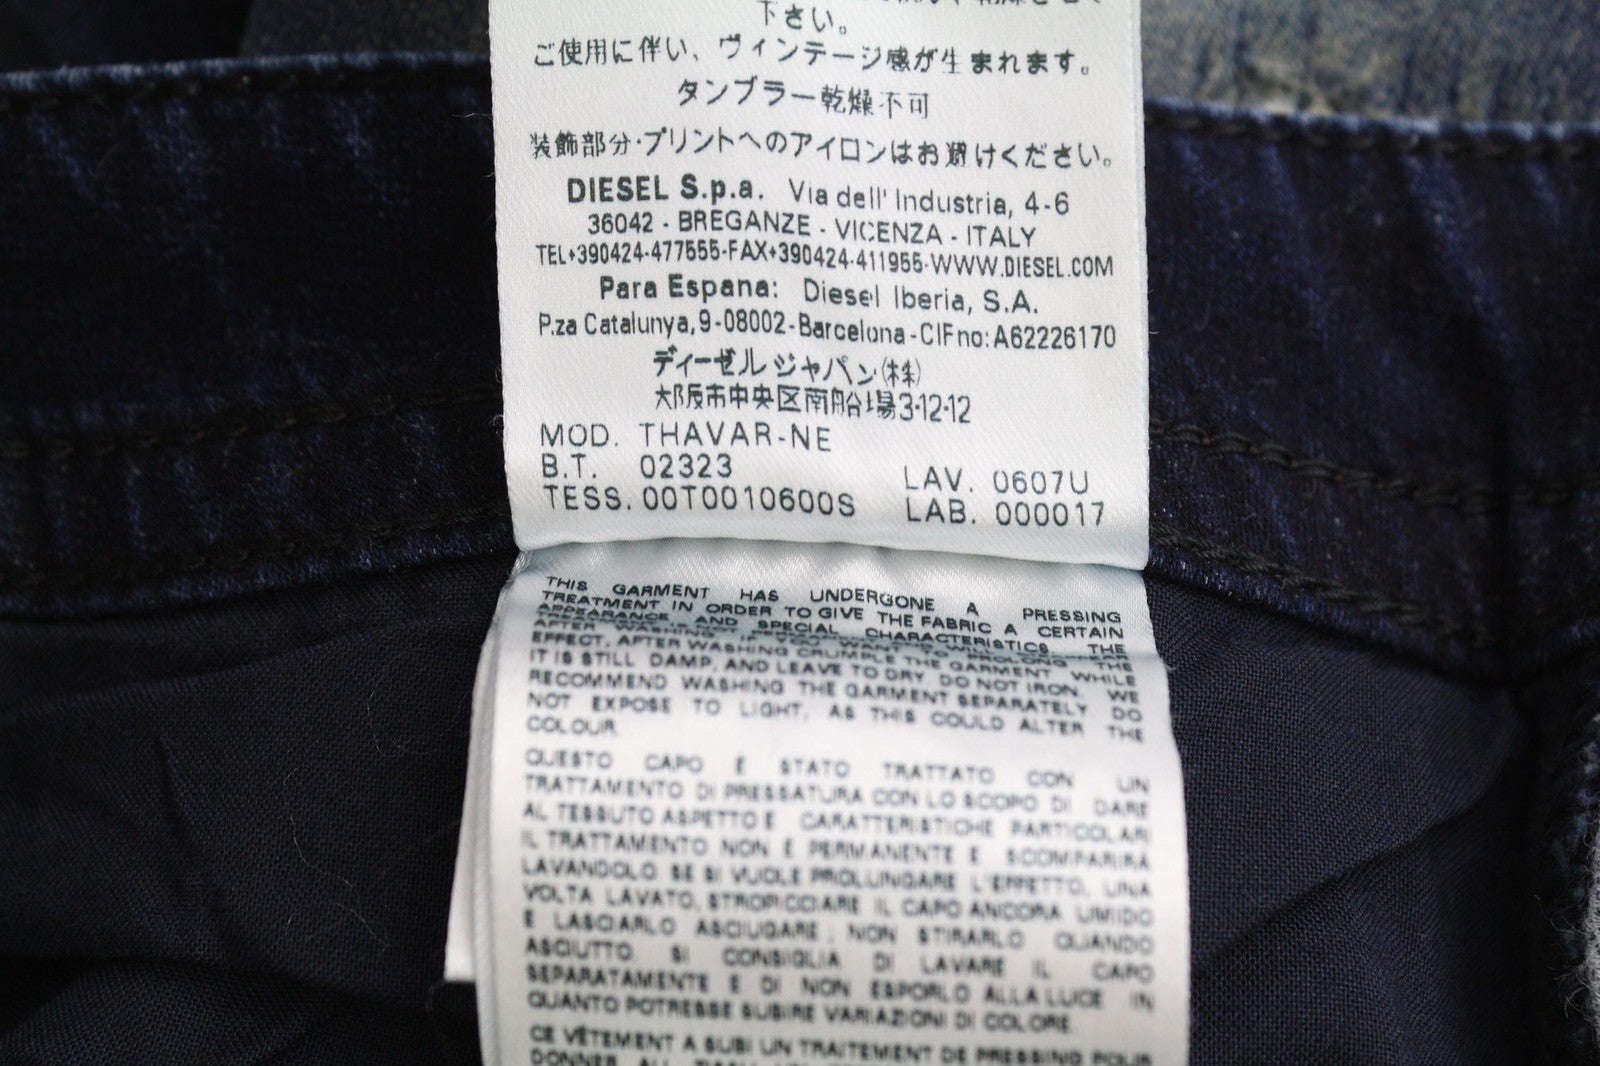 下さい。
ご使用に伴い、ヴィンテージ感が生まれます。
タンブラー乾燥不可
装飾部分・プリントへのアイロンはお避けください。
DIESEL S.p.a. Via dell' Industria, 4-6
36042 - BREGANZE - VICENZA - ITALY
TEL+390424-477555-FAX+390424-411955-WWW.DIESEL.COM
Para Espana: Diesel Iberia, S.A.
P.za Catalunya,9-08002-Barcelona-CIFno:A62226170
ディーゼル ジャパン(株)
大阪市中央区南船場3-12-12
MOD. THAVAR-NE
B.T. 02323 LAV. 0607U
TESS. 00T0010600S LAB. 000017
THIS GARMENT HAS UNDERGONE A PRESSING
TREATMENT IN ORDER TO GIVE THE FABRIC A CERTAIN
APPEARANCE AND SPECIAL CHARACTERISTICS. THE
EFFECT, AFTER WASHING CRUMPLE THE GARMENT WHILE
IT IS STILL DAMP, AND LEAVE TO DRY. DO NOT IRON. WE
RECOMMEND WASHING THE GARMENT SEPARATELY. DO
NOT EXPOSE TO LIGHT, AS THIS COULD ALTER THE
COLOUR.
QUESTO CAPO È STATO TRATTATO CON UN
TRATTAMENTO DI PRESSATURA CON LO SCOPO DI DARE
AL TESSUTO ASPETTO E CARATTERISTICHE PARTICOLARI
IL TRATTAMENTO NON È PERMANENTE E SCOMPARIRÀ
LAVANDOLO SE SI VUOLE PROLUNGARE L'EFFETTO, UNA
VOLTA LAVATO, STROPICCIARE IL CAPO ANCORA UMIDO
E LASCIARLO ASCIUGARE, NON STIRARLO QUANDO
ASCIUTTO. SI CONSIGLIA DI LAVARE IL CAPO
SEPARATAMENTE E DI NON ESPORLO ALLA LUCE IN
QUANTO POTREBBE SUBIRE VARIAZIONI DI COLORE.
CE VÊTEMENT A SUBI UN TRAITEMENT DE PRESSING POUR
DONNER AU